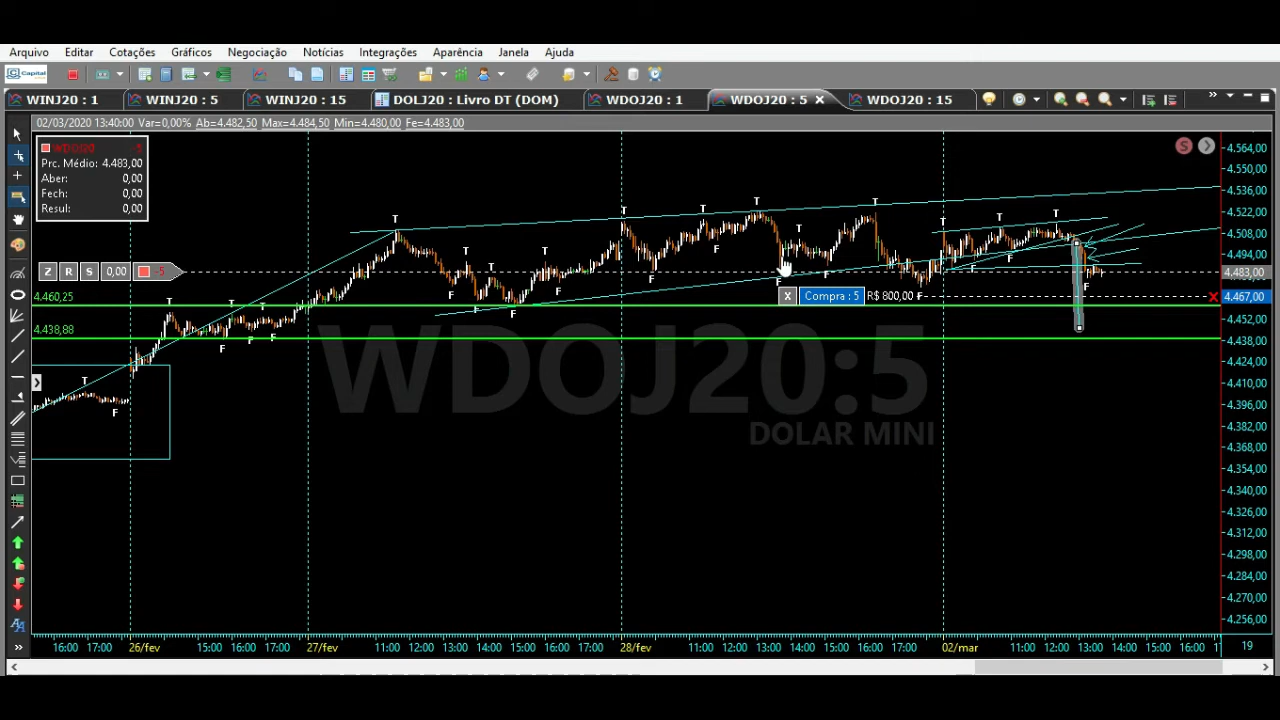 Arquivo Editar Cotações Gráficos Negociação Notícias Integrações Aparência Janela Ajuda
Capital
WINJ20 : 1 WINJ20 : 5 WINJ20 : 15 DOLJ20 : Livro DT (DOM) WDOJ20 : 1 WDOJ20 : 5 WDOJ20 : 15
02/03/2020 13:40:00 Var=0,00% Ab=4.482,50 Max=4.484,50 Min=4.480,00 Fe=4.483,00
WDOJ20 -5
Prc. Médio: 4.483,00
Aber: 0,00
Fech: 0,00
Resul: 0,00
S
4.564,00
4.550,00
4.536,00
4.522,00
4.508,00
4.494,00
4.483,00
4.467,00
4.452,00
4.438,00
4.424,00
4.410,00
4.396,00
4.382,00
4.368,00
4.354,00
4.340,00
4.326,00
4.312,00
4.298,00
4.284,00
4.270,00
4.256,00
Z R S 0,00 -5
4.460,25
X Compra : 5 R$ 800,00
4.438,88
WDOJ20:5
DOLAR MINI
16:00 17:00 26/fev 15:00 16:00 17:00 27/fev 11:00 12:00 13:00 14:00 15:00 16:00 17:00 28/fev 11:00 12:00 13:00 14:00 15:00 16:00 17:00 02/mar 11:00 12:00 13:00 14:00 15:00 16:00 19